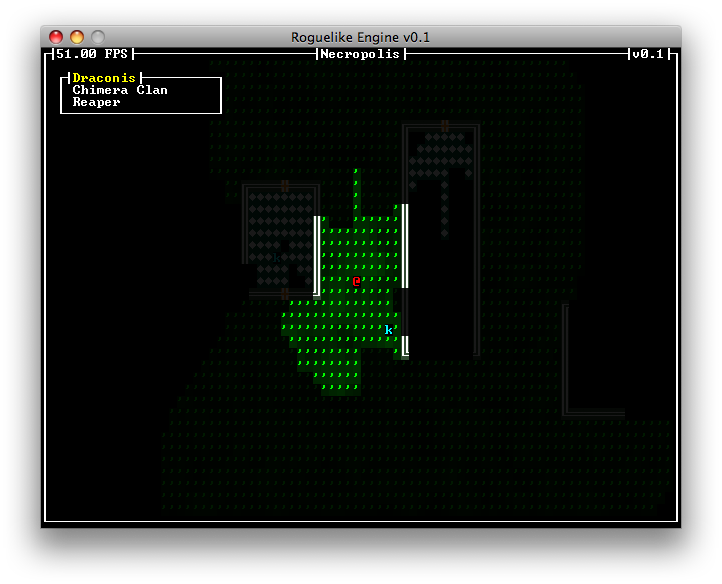 Roguelike Engine v0.1
51.00 FPS Necropolis v0.1
Draconis
Chimera Clan
Reaper
k
@
k